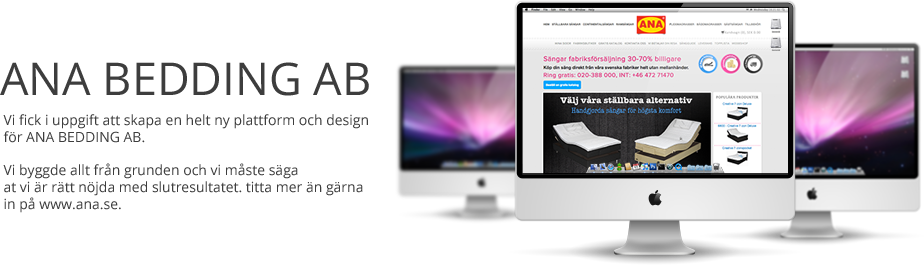 ANA BEDDING AB
Vi fick i uppgift att skapa en helt ny plattform och design
för ANA BEDDING AB.
Vi byggde allt från grunden och vi måste säga
at vi är rätt nöjda med slutresultatet. titta mer än gärna
in på www.ana.se.
ANA
Sängar fabriksförsäljning 30-70% billigare
Köp din säng direkt från våra svenska fabriker helt utan mellanhänder.
Ring gratis: 020-388 000, INT: +46 472 71470
Välj våra ställbara alternativ
Handgjorda sängar för högsta komfort
POPULÄRA PRODUKTER